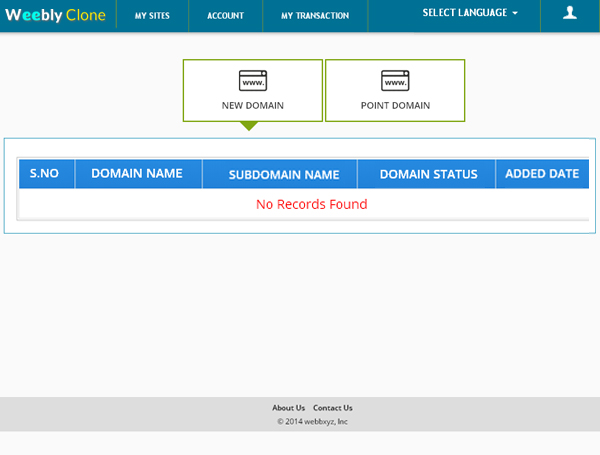 Weebly Clone MY SITES ACCOUNT MY TRANSACTION SELECT LANGUAGE
www. www.
NEW DOMAIN POINT DOMAIN
S.NO DOMAIN NAME SUBDOMAIN NAME DOMAIN STATUS ADDED DATE
No Records Found
About Us Contact Us
© 2014 webbxyz, Inc